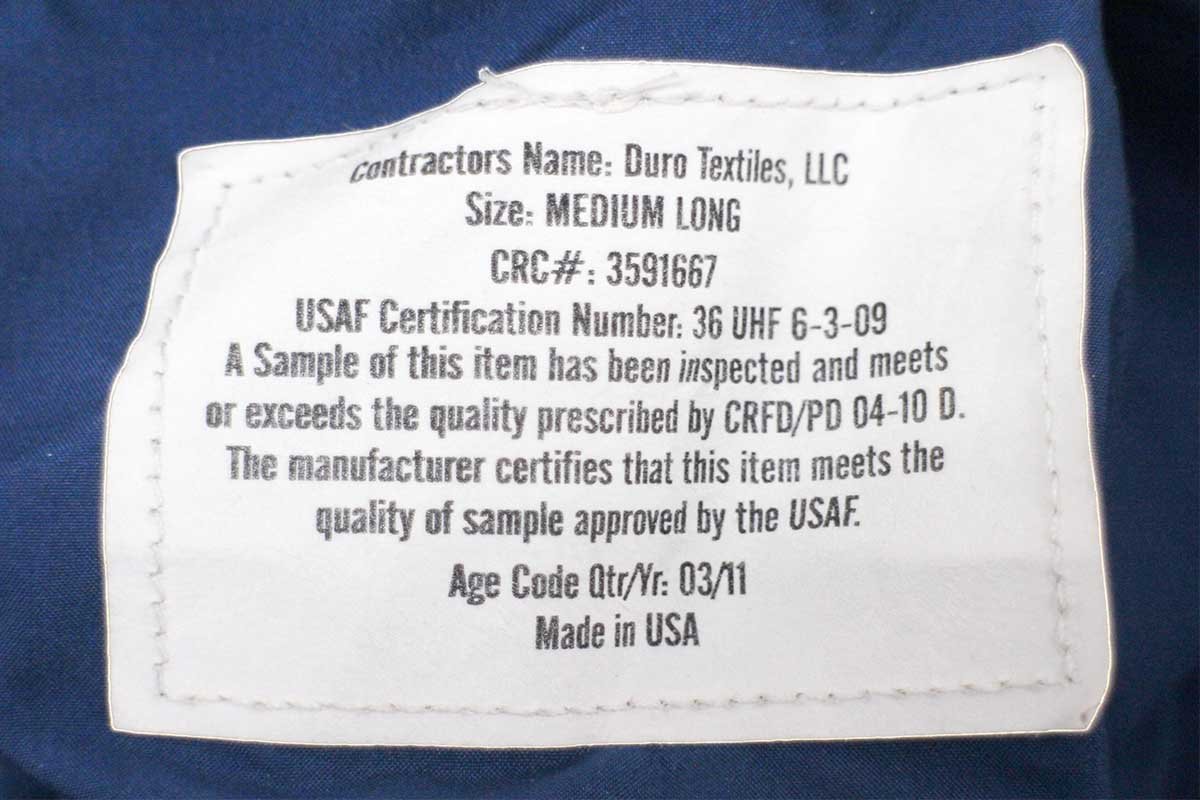 Contractors Name: Duro Textiles, LLC
Size: MEDIUM LONG
CRC#: 3591667
USAF Certification Number: 36 UHF 6-3-09
A Sample of this item has been inspected and meets
or exceeds the quality prescribed by CRFD/PD 04-10 D.
The manufacturer certifies that this item meets the
quality of sample approved by the USAF.
Age Code Qtr/Yr: 03/11
Made in USA